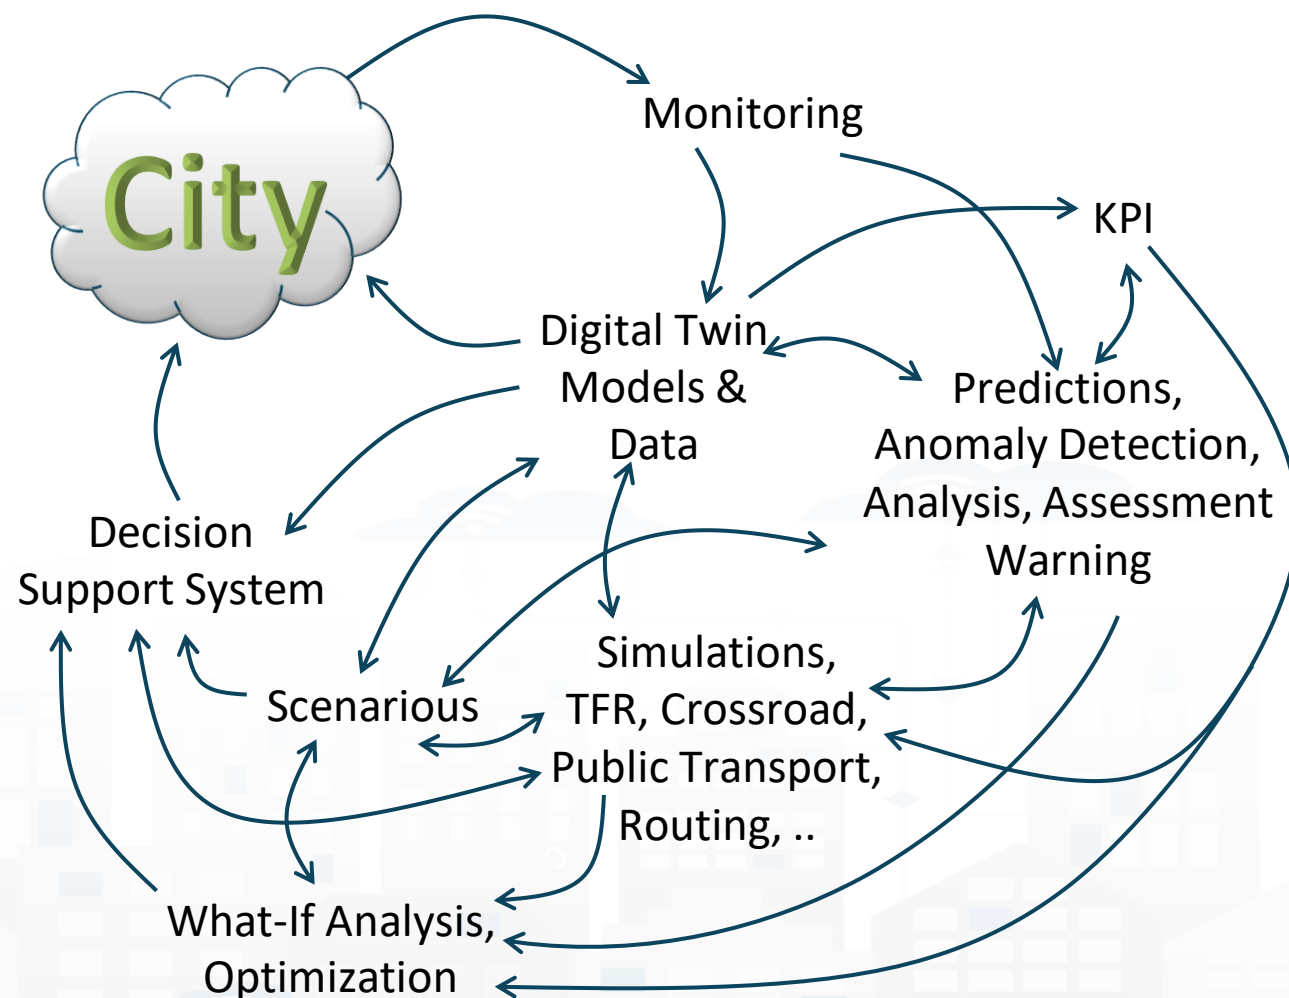 City
Monitoring
KPI
Digital Twin
Models &
Data
Predictions,
Anomaly Detection,
Analysis, Assessment
Warning
Decision
Support System
Scenarious
Simulations,
TFR, Crossroad,
Public Transport,
Routing, ..
What-If Analysis,
Optimization